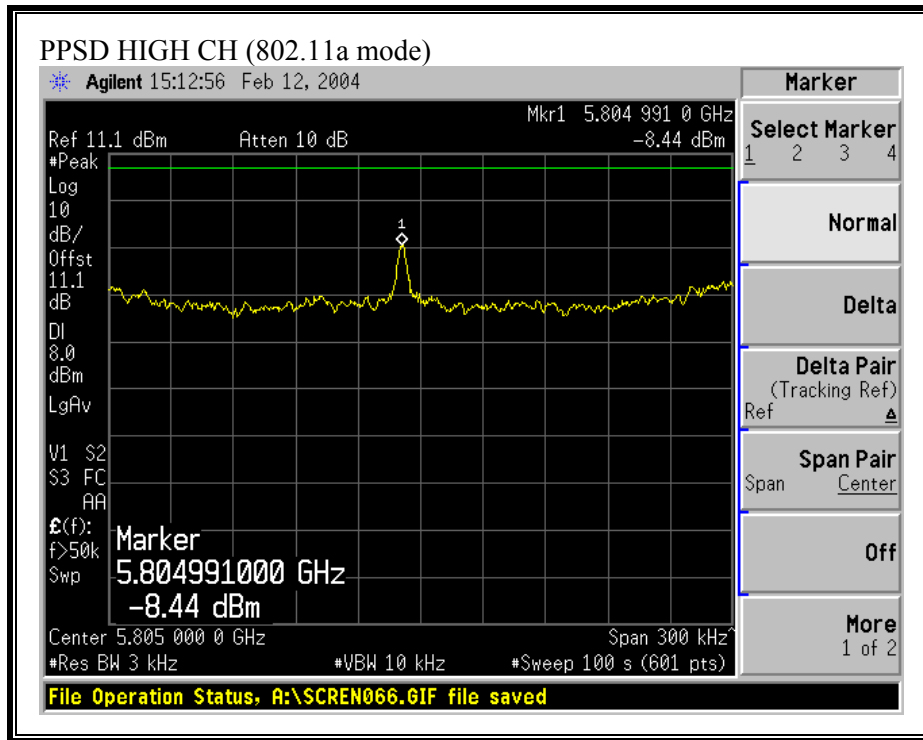 PPSD HIGH CH (802.11a mode)
Agilent 15:12:56 Feb 12, 2004
Marker
Mkr1 5.804 991 0 GHz
Ref 11.1 dBm Atten 10 dB -8.44 dBm
Select Marker
1 2 3 4
#Peak
Log
10
dB/
Offst
11.1
dB
DI
8.0
dBm
LgAv
V1 S2
S3 FC
AA
£(f):
f>50k
Swp
1
Marker
5.804991000 GHz
-8.44 dBm
Normal
Delta
Delta Pair
(Tracking Ref)
Ref Δ
Span Pair
Span Center
Off
More
1 of 2
Center 5.805 000 0 GHz Span 300 kHz^
#Res BW 3 kHz #VBW 10 kHz #Sweep 100 s (601 pts)
File Operation Status, A:\SCREN066.GIF file saved